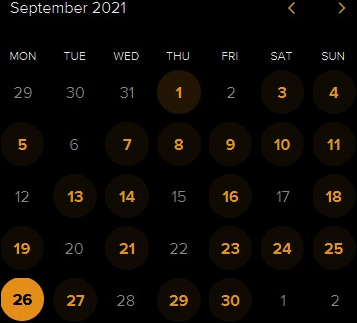 September 2021
MON TUE WED THU FRI SAT SUN
29 30 31 1 2 3 4
5 6 7 8 9 10 11
12 13 14 15 16 17 18
19 20 21 22 23 24 25
26 27 28 29 30 1 2